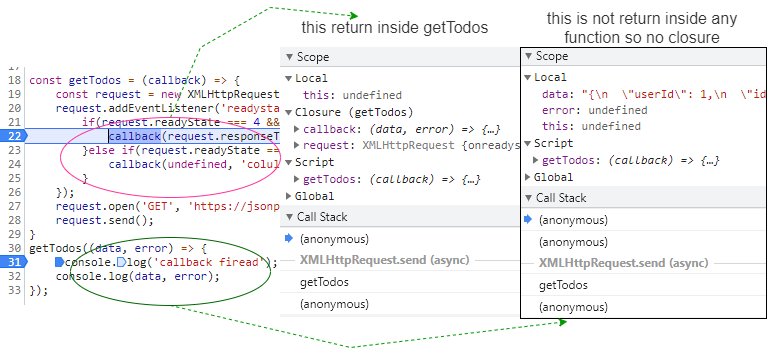 this return inside getTodos
this is not return inside any
function so no closure
17
18 const getTodos = (callback) => {
19 const request = new XMLHttpRequest
20 request.addEventListener('readysta
21 if(request.readyState === 4 &&
22 callback(request.responseT
23 }else if(request.readyState ==
24 callback(undefined, 'colul
25 }
26 });
27 request.open('GET', 'https://jsonp
28 request.send();
29 }
30 getTodos((data, error) => {
31 console.log('callback firead');
32 console.log(data, error);
33 });
▼ Scope
▼ Local
this: undefined
▼ Closure (getTodos)
▶ callback: (data, error) => {…}
▶ request: XMLHttpRequest {onreadys
▼ Script
▶ getTodos: (callback) => {…}
▶ Global
▼ Call Stack
(anonymous)
XMLHttpRequest.send (async)
getTodos
(anonymous)
▼ Scope
▼ Local
data: "{\n \"userId\": 1,\n \"id
error: undefined
this: undefined
▼ Script
▶ getTodos: (callback) => {…}
▶ Global
▼ Call Stack
(anonymous)
(anonymous)
XMLHttpRequest.send (async)
getTodos
(anonymous)